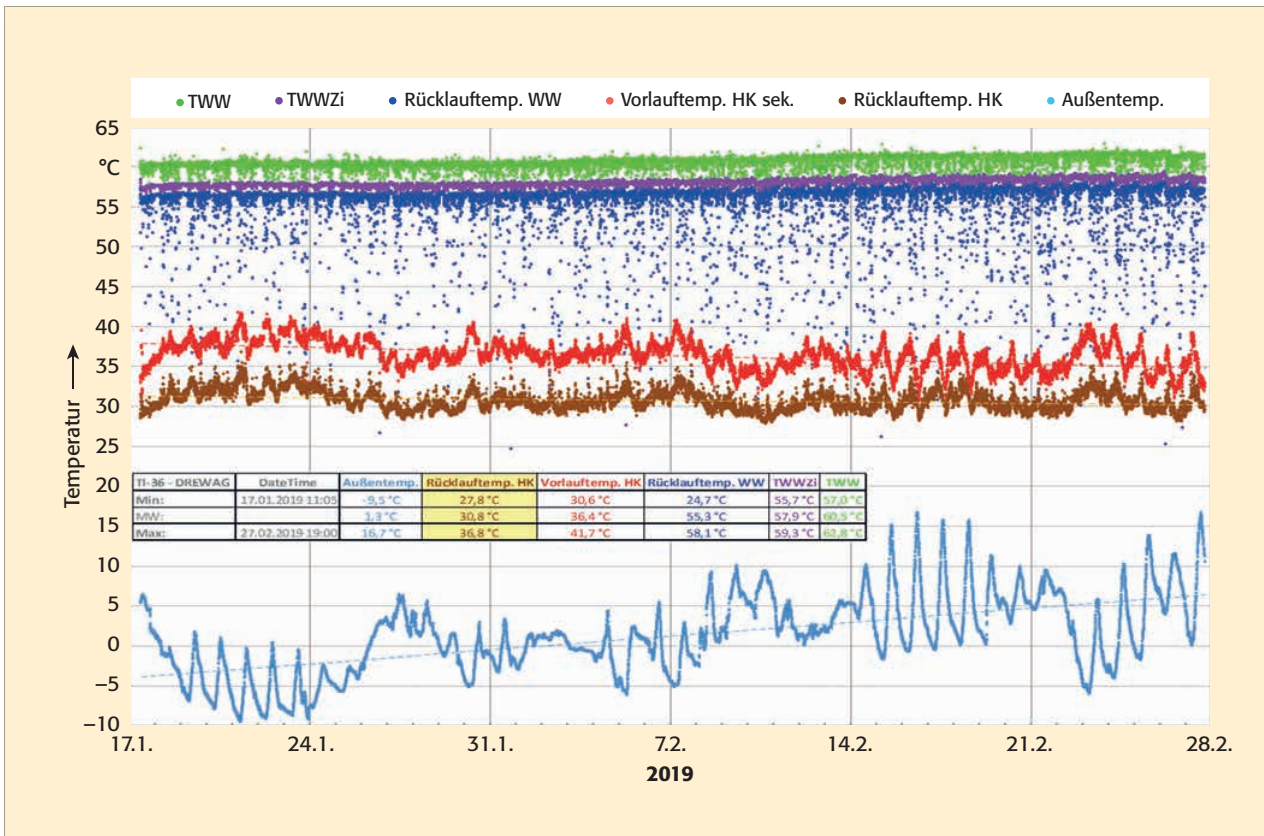 TWW TWWZi Rücklauftemp. WW Vorlauftemp. HK sek. Rücklauftemp. HK Außentemp.
65
°C
55
50
45
40
35
30
25
20
15
10
5
0
−5
−10
Temperatur
TI-36 - DREWAG DateTime Außentemp. Rücklauftemp. HK Vorlauftemp. HK Rücklauftemp. WW TWWZi TWW
Min: 17.01.2019 11:05 -9,5 °C 27,8 °C 30,6 °C 24,7 °C 55,7 °C 57,0 °C
MW: 1,3 °C 30,8 °C 36,4 °C 55,3 °C 57,9 °C 60,5 °C
Max: 27.02.2019 19:00 16,7 °C 36,8 °C 41,7 °C 58,1 °C 59,3 °C 62,8 °C
17.1. 24.1. 31.1. 7.2. 14.2. 21.2. 28.2.
2019